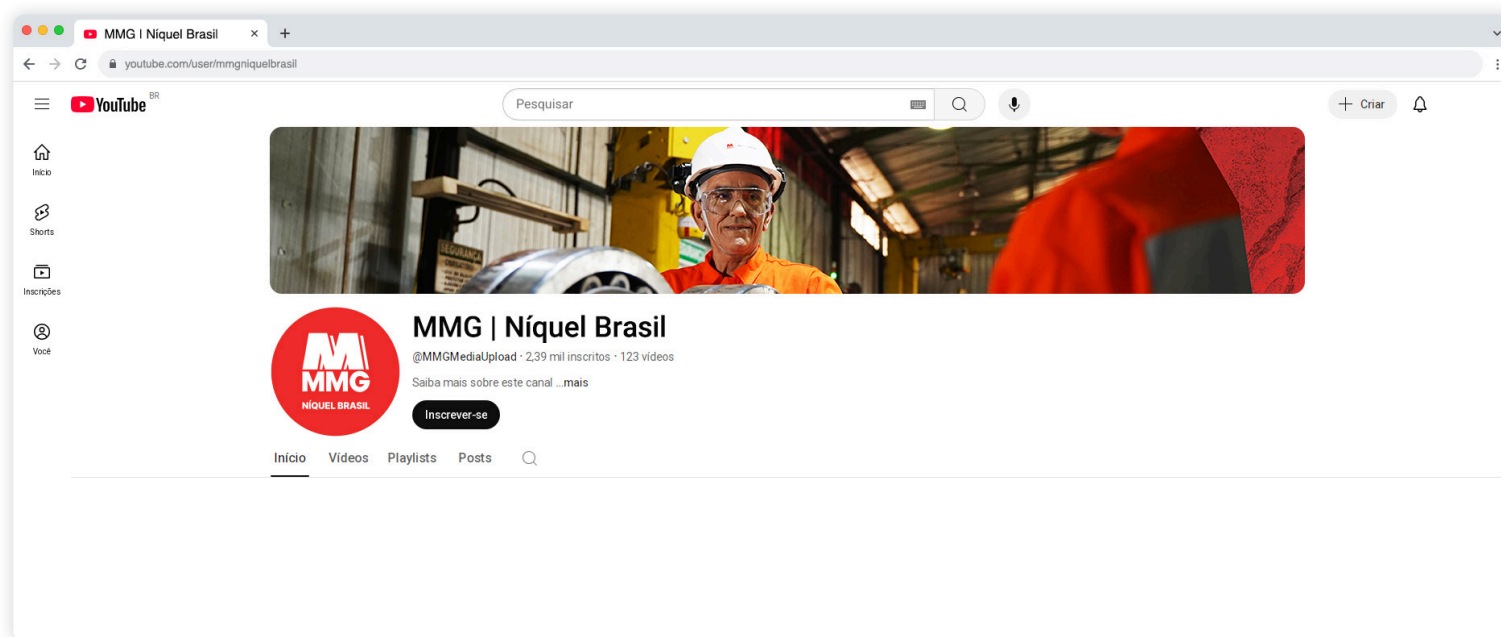 MMG | Níquel Brasil
youtube.com/user/mmgniquelbrasil
YouTube BR
Pesquisar
Criar
Início
Shorts
Inscrições
Você
SEGURANÇA
MMG | Níquel Brasil
@MMGMediaUpload · 2,39 mil inscritos · 123 vídeos
Saiba mais sobre este canal ...mais
Inscrever-se
MMG
NÍQUEL BRASIL
Início Vídeos Playlists Posts